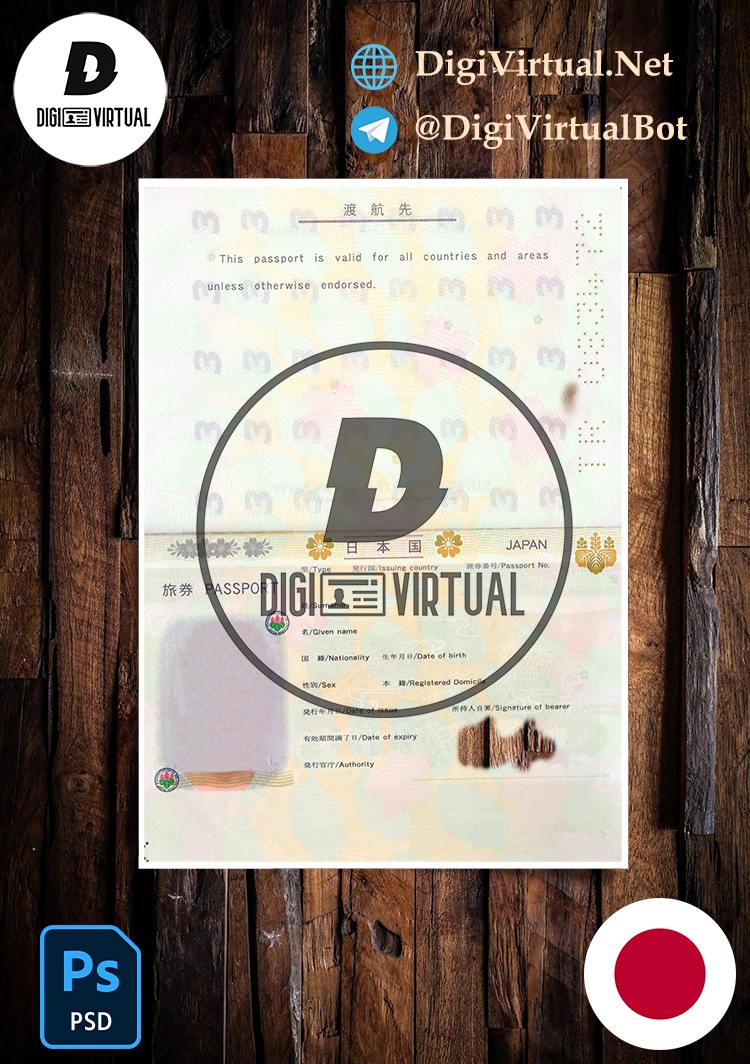 D
DIGI VIRTUAL
DigiVirtual.Net
@DigiVirtualBot
渡航先
This passport is valid for all countries and areas
unless otherwise endorsed.
D
日本国
JAPAN
型/Type 発行国/Issuing country 旅券番号/Passport No.
旅券 PASSPORT
DIGI VIRTUAL
姓/Surname
名/Given name
国 籍/Nationality 生年月日/Date of birth
性別/Sex 本 籍/Registered Domicile
発行年月日/Date of issue 所持人自署/Signature of bearer
有効期間満了日/Date of expiry
発行官庁/Authority
Ps
PSD